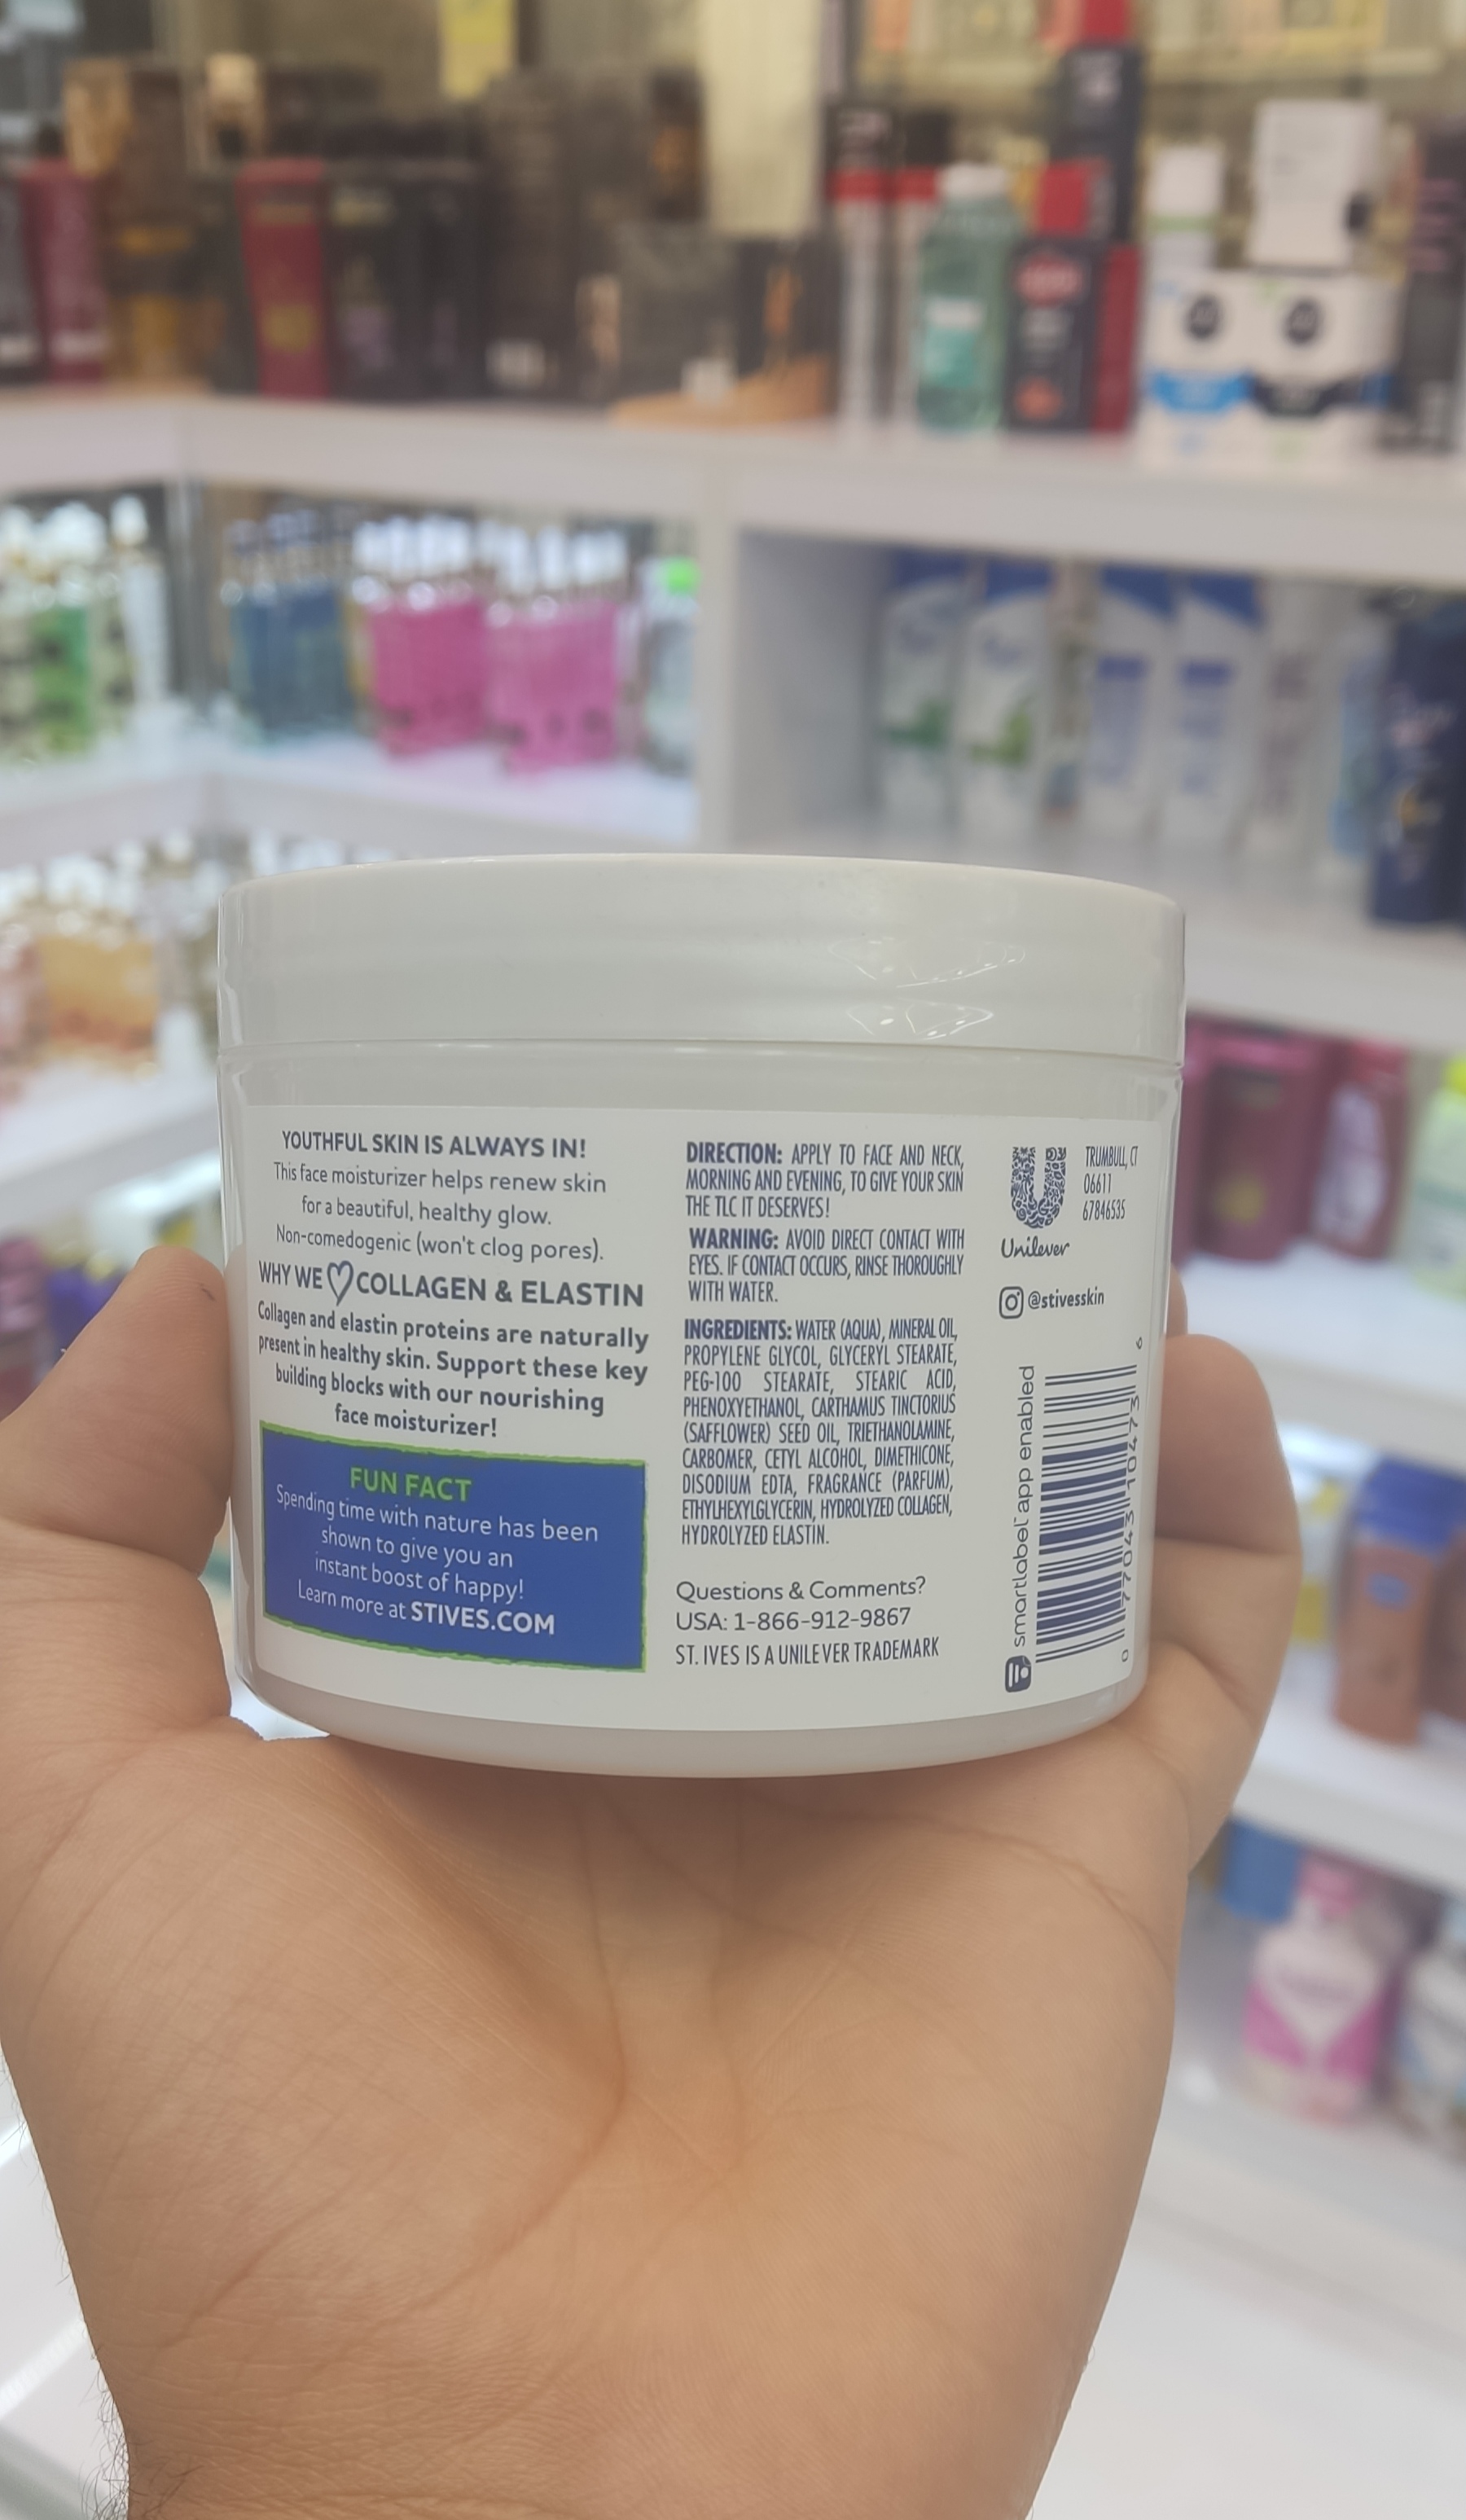 YOUTHFUL SKIN IS ALWAYS IN!
This face moisturizer helps renew skin
for a beautiful, healthy glow.
Non-comedogenic (won't clog pores).
WHY WE COLLAGEN & ELASTIN
Collagen and elastin proteins are naturally
present in healthy skin. Support these key
building blocks with our nourishing
face moisturizer!
FUN FACT
Spending time with nature has been
shown to give you an
instant boost of happy!
Learn more at STIVES.COM
DIRECTION: APPLY TO FACE AND NECK,
MORNING AND EVENING, TO GIVE YOUR SKIN
THE TLC IT DESERVES!
WARNING: AVOID DIRECT CONTACT WITH
EYES. IF CONTACT OCCURS, RINSE THOROUGHLY
WITH WATER.
INGREDIENTS: WATER (AQUA), MINERAL OIL,
PROPYLENE GLYCOL, GLYCERYL STEARATE,
PEG-100 STEARATE, STEARIC ACID,
PHENOXYETHANOL, CARTHAMUS TINCTORIUS
(SAFFLOWER) SEED OIL, TRIETHANOLAMINE,
CARBOMER, CETYL ALCOHOL, DIMETHICONE,
DISODIUM EDTA, FRAGRANCE (PARFUM),
ETHYLHEXYLGLYCERIN, HYDROLYZED COLLAGEN,
HYDROLYZED ELASTIN.
Questions & Comments?
USA: 1-866-912-9867
ST. IVES IS A UNILEVER TRADEMARK
U
Unilever
TRUMBULL, CT
06611
67846535
@stivesskin
smartlabel™ app enabled
0 77043 10473 6